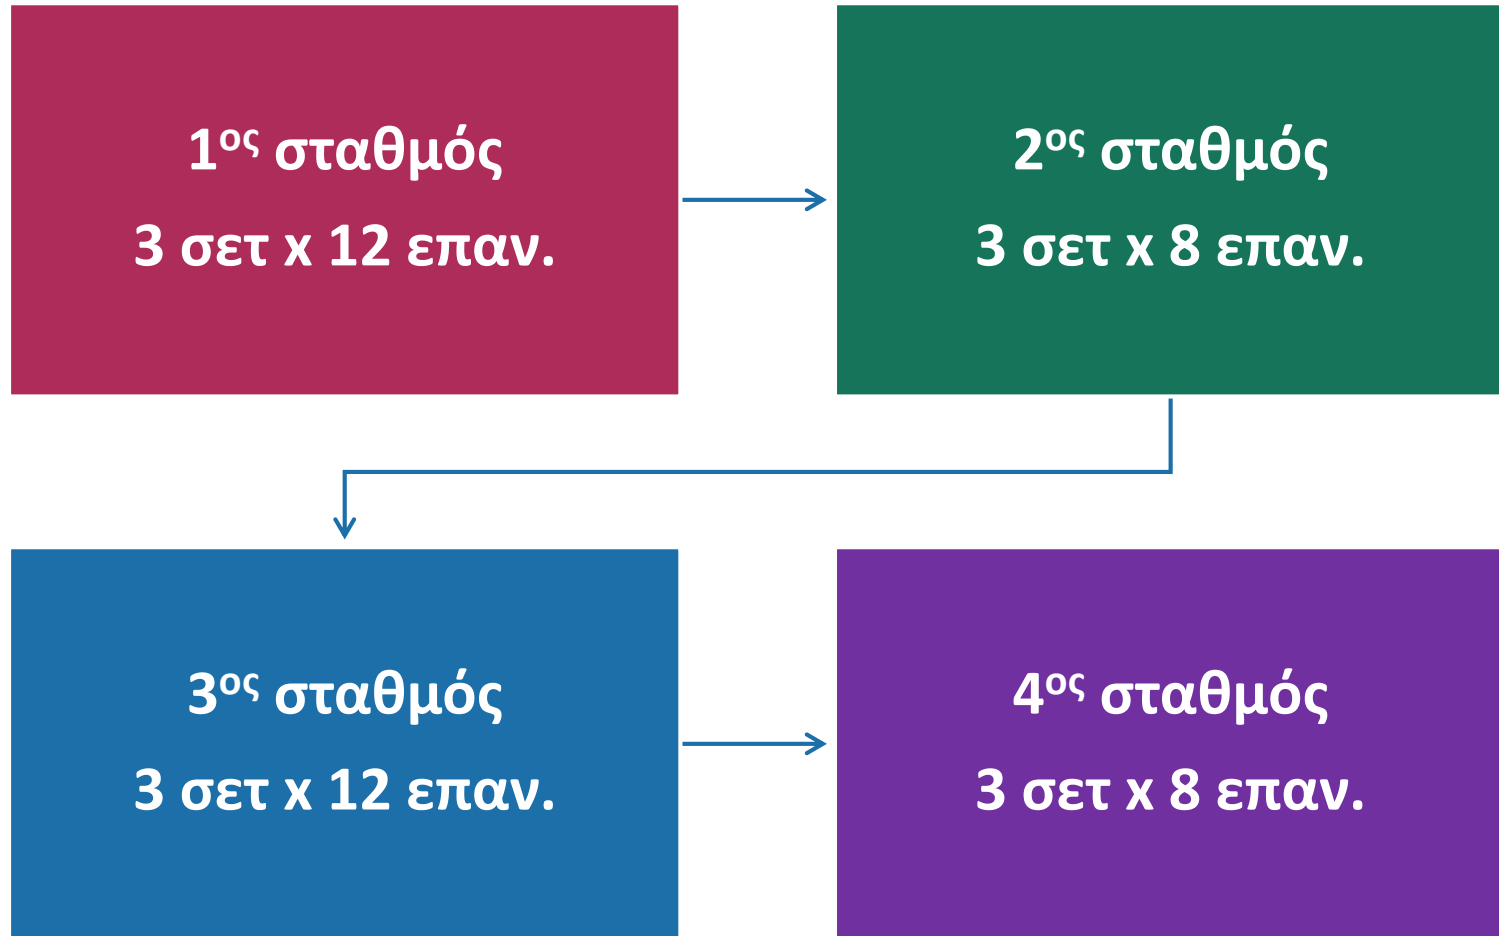 1ος σταθμός
3 σετ x 12 επαν.
2ος σταθμός
3 σετ x 8 επαν.
3ος σταθμός
3 σετ x 12 επαν.
4ος σταθμός
3 σετ x 8 επαν.